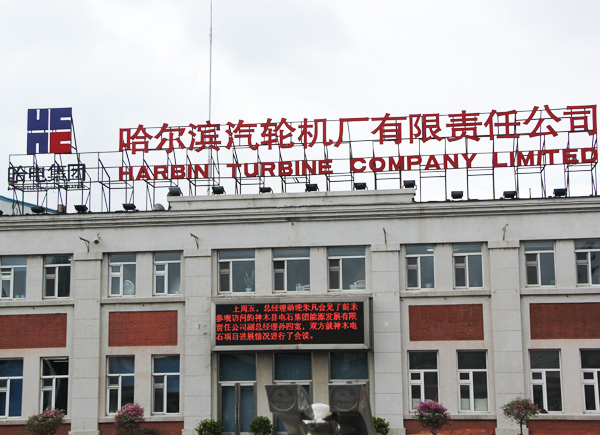 HE
HE
哈电集团
哈尔滨汽轮机厂有限责任公司
HARBIN TURBINE COMPANY LIMITED
上周五，总经理助理朱凡会见了前来
参观访问的神木县电石集团能源发展有限
责任公司副总经理孙四宽，双方就神木电
石项目进展情况进行了会谈。